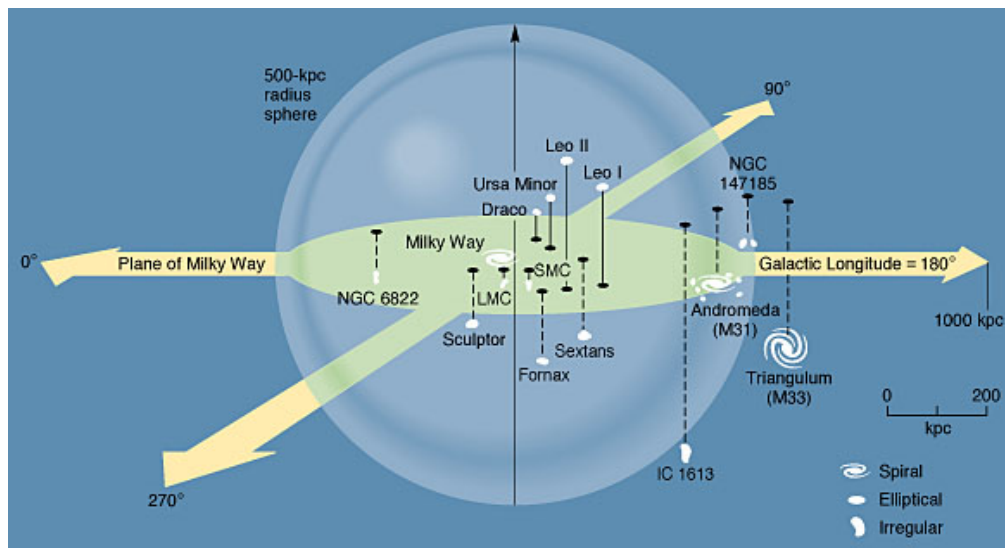 500-kpc
radius
sphere
90°
Leo II
NGC
147185
Leo I
Ursa Minor
Draco
Milky Way
0°
Plane of Milky Way
SMC
Galactic Longitude = 180°
NGC 6822
LMC
Andromeda
(M31)
1000 kpc
Sculptor
Sextans
Fornax
Triangulum
(M33)
0 200
kpc
IC 1613
270°
Spiral
Elliptical
Irregular